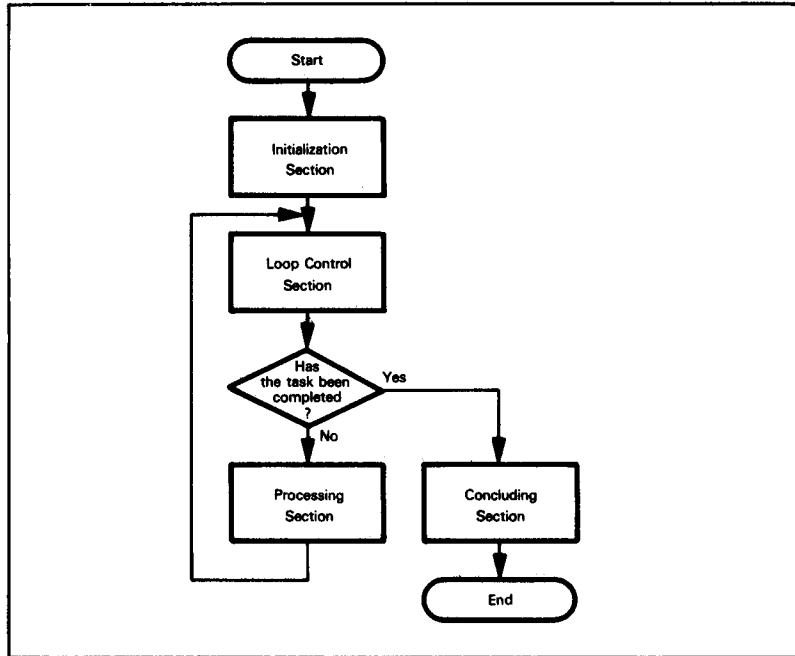 Start
Initialization
Section
Loop Control
Section
Has
the task been
completed
?
Yes
No
Processing
Section
Concluding
Section
End